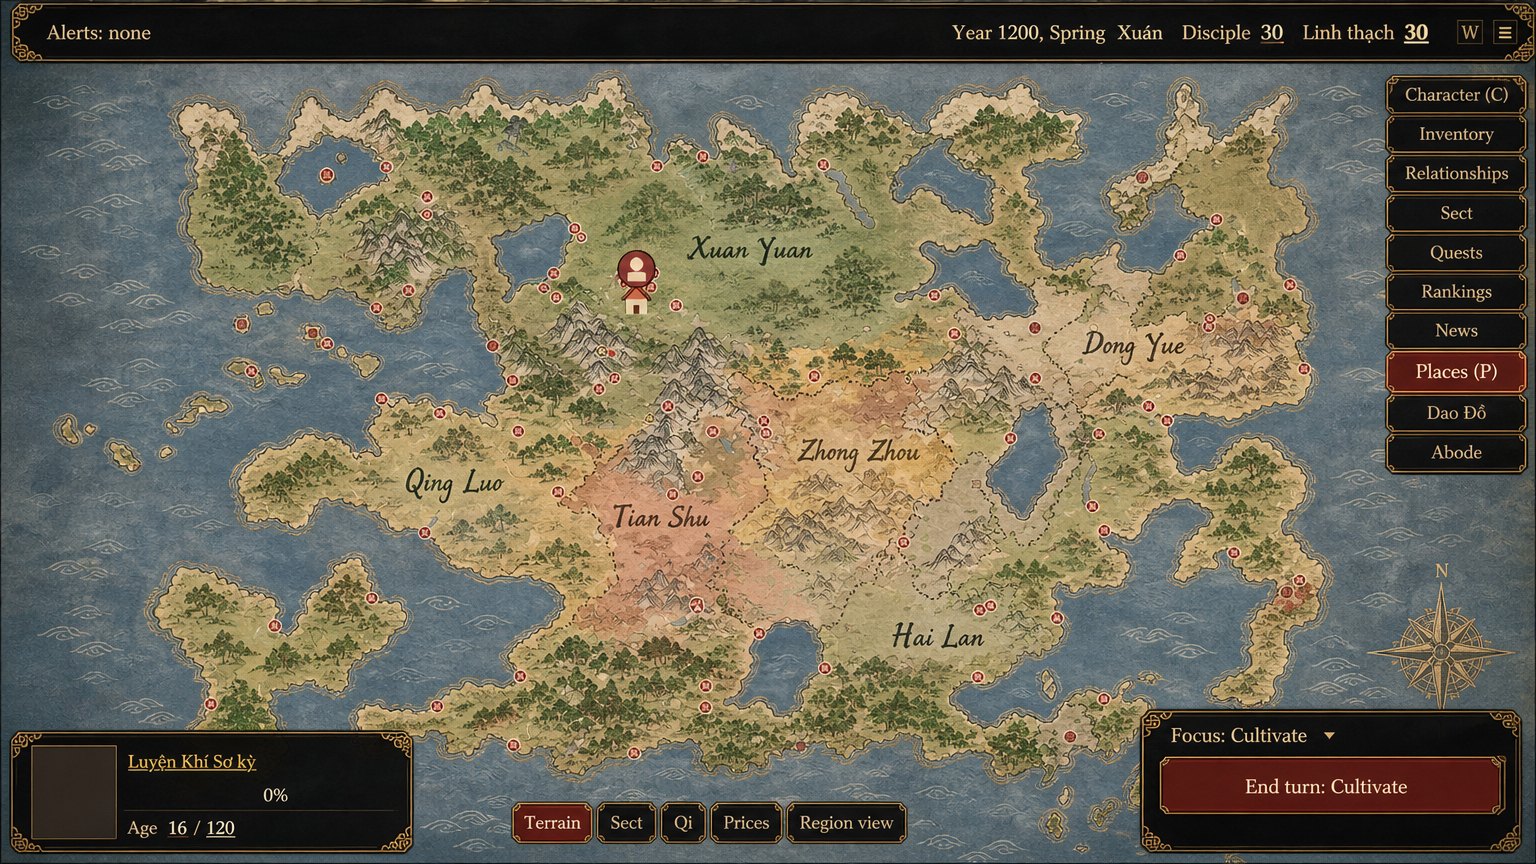 Alerts: none
Year 1200, Spring Xuán Disciple 30 Linh thạch 30 W
Character (C)
Inventory
Relationships
Sect
Quests
Rankings
News
Places (P)
Dao Đồ
Abode
Xuan Yuan
Dong Yue
Zhong Zhou
Qing Luo
Tian Shu
Hai Lan
N
Luyện Khí Sơ kỳ
0%
Age 16 / 120
Terrain
Sect
Qi
Prices
Region view
Focus: Cultivate
End turn: Cultivate